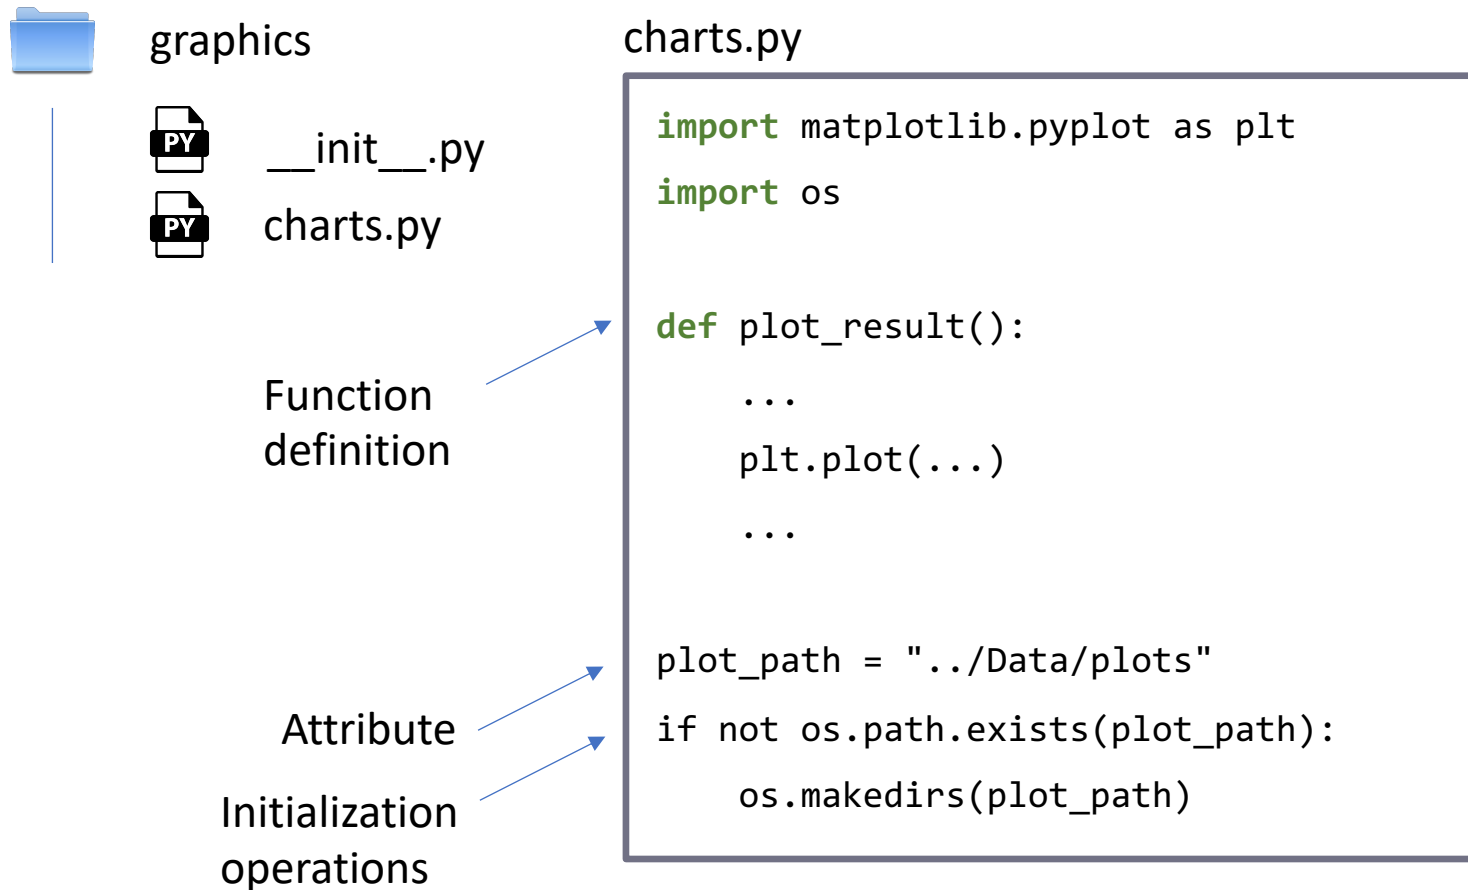 graphics
PY
__init__.py
PY
charts.py
Function
definition
Attribute
Initialization
operations
charts.py
import matplotlib.pyplot as plt
import os
def plot_result():
    ...
    plt.plot(...)
    ...
plot_path = "../Data/plots"
if not os.path.exists(plot_path):
    os.makedirs(plot_path)